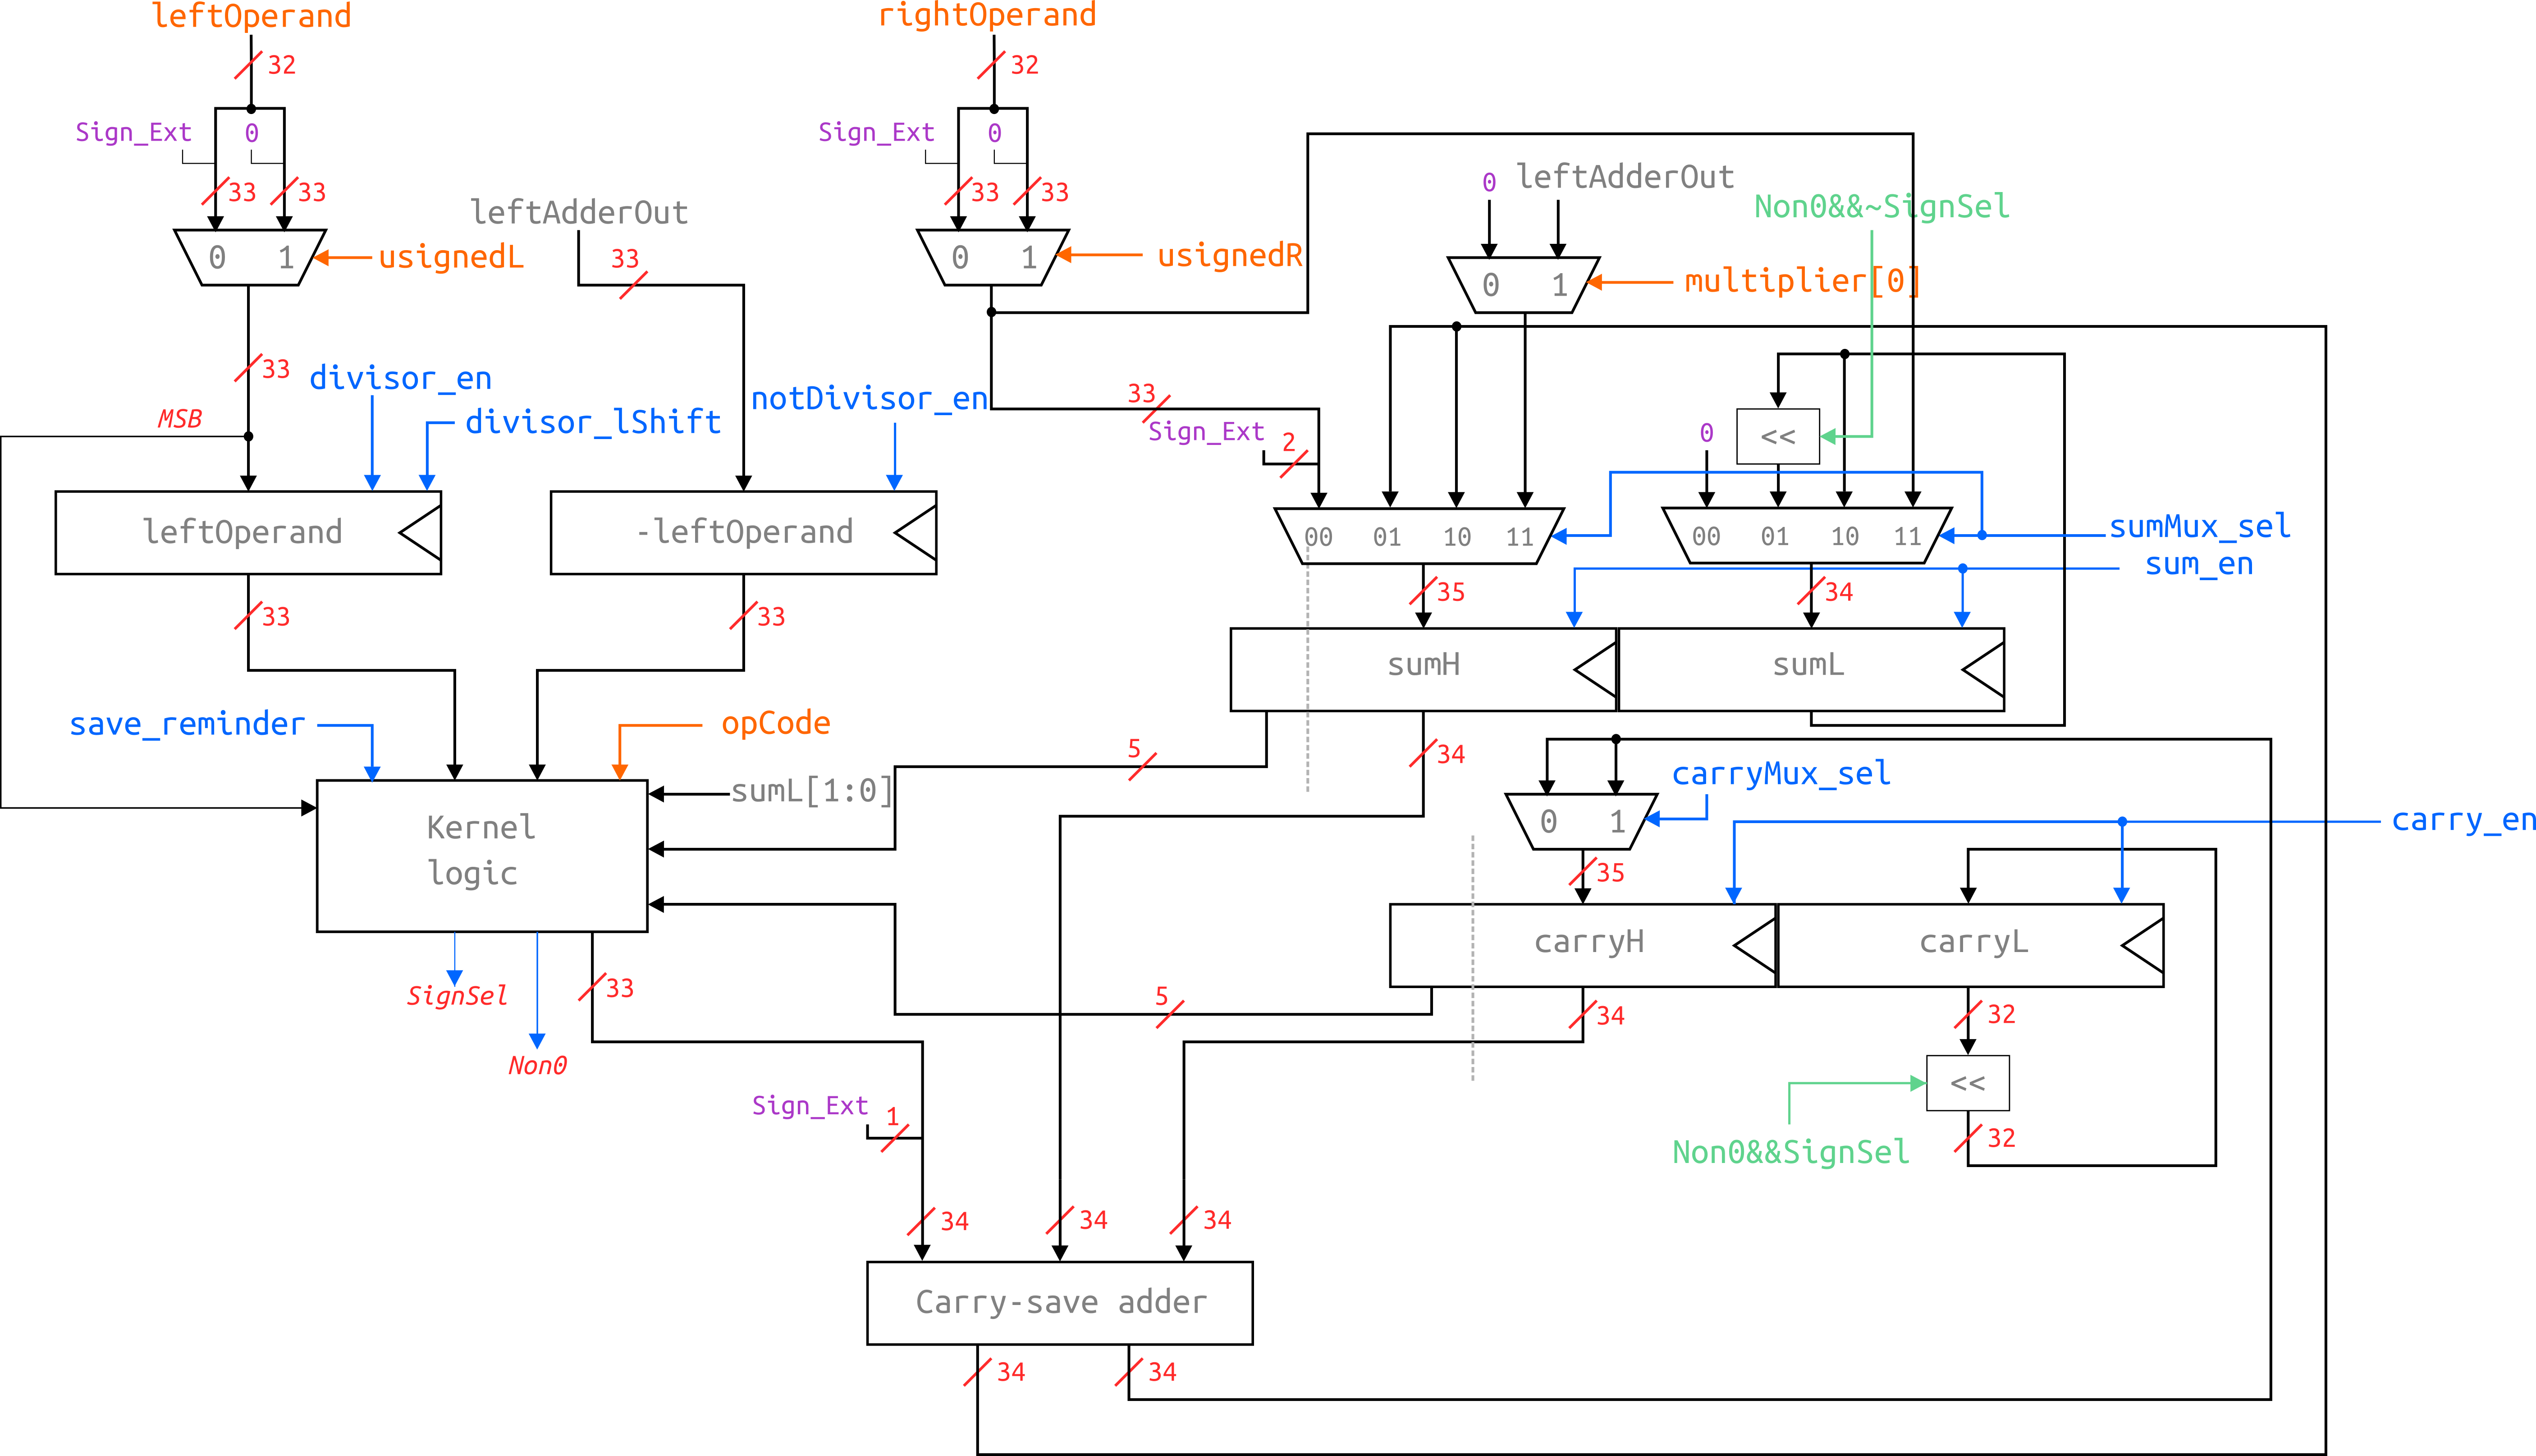 leftOperand
rightOperand
32
32
Sign_Ext
0
Sign_Ext
0
33
33
33
33
0
leftAdderOut
leftAdderOut
Non0&&~SignSel
0 1
usignedL
33
0 1
usignedR
0 1
multiplier[0]
33
divisor_en
MSB
divisor_lShift
notDivisor_en
33
Sign_Ext
2
0
<<
leftOperand
-leftOperand
00 01 10 11
00 01 10 11
sumMux_sel
sum_en
33
33
35
34
sumH
sumL
save_reminder
opCode
5
34
sumL[1:0]
carryMux_sel
Kernel
logic
0 1
carry_en
35
carryH
carryL
SignSel
33
5
34
32
Non0
<<
Sign_Ext
1
32
Non0&&SignSel
34
34
34
Carry-save adder
34
34